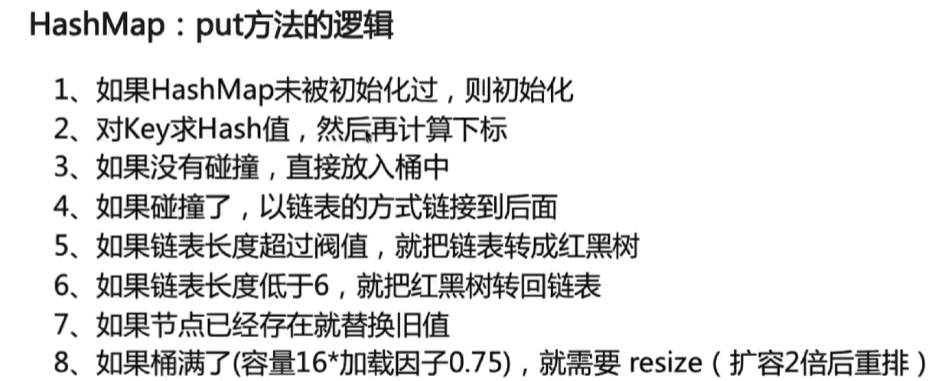 HashMap：put方法的逻辑
1、如果HashMap未被初始化过，则初始化
2、对Key求Hash值，然后再计算下标
3、如果没有碰撞，直接放入桶中
4、如果碰撞了，以链表的方式链接到后面
5、如果链表长度超过阀值，就把链表转成红黑树
6、如果链表长度低于6，就把红黑树转回链表
7、如果节点已经存在就替换旧值
8、如果桶满了(容量16*加载因子0.75)，就需要 resize（扩容2倍后重排）